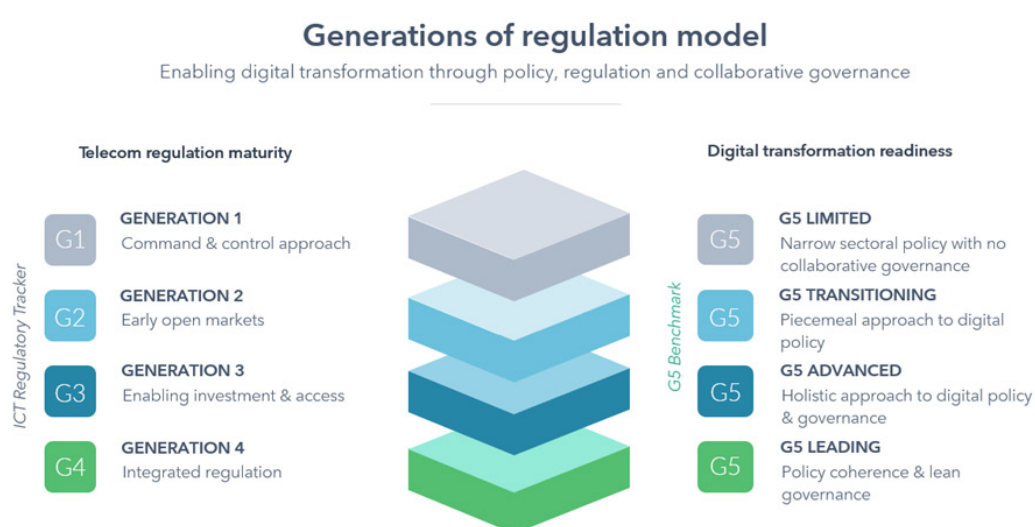 Generations of regulation model
Enabling digital transformation through policy, regulation and collaborative governance
Telecom regulation maturity
ICT Regulatory Tracker
G1
GENERATION 1
Command & control approach
G2
GENERATION 2
Early open markets
G3
GENERATION 3
Enabling investment & access
G4
GENERATION 4
Integrated regulation
Digital transformation readiness
G5 Benchmark
G5
G5 LIMITED
Narrow sectoral policy with no
collaborative governance
G5
G5 TRANSITIONING
Piecemeal approach to digital
policy
G5
G5 ADVANCED
Holistic approach to digital policy
& governance
G5
G5 LEADING
Policy coherence & lean
governance